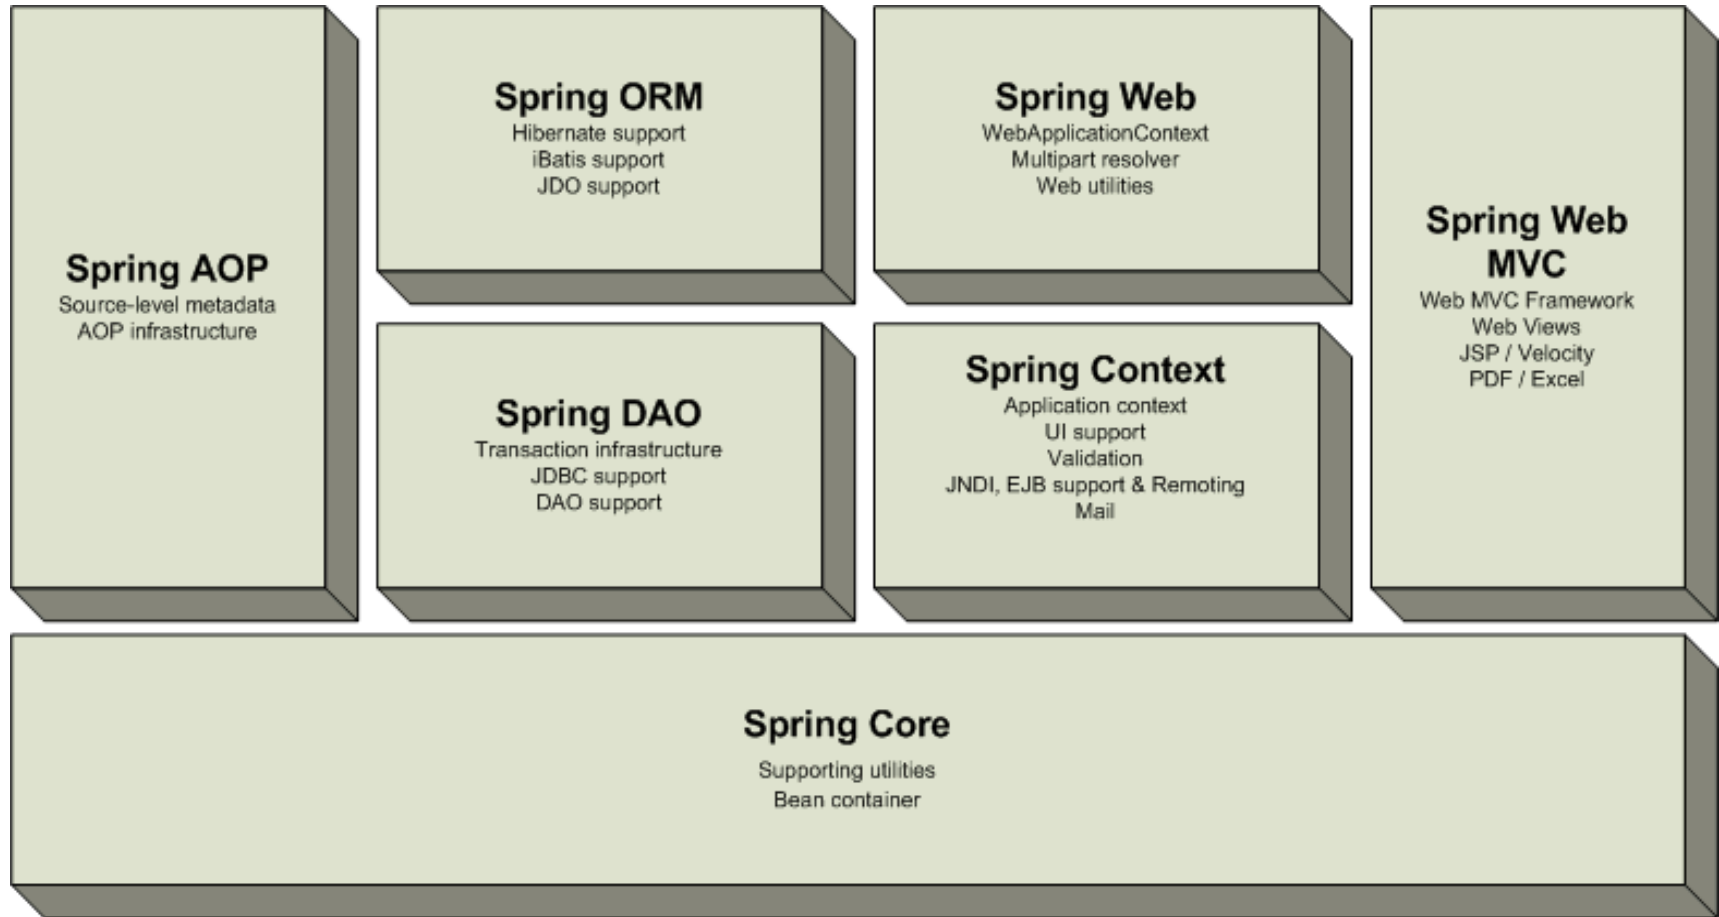 Spring AOP
Source-level metadata
AOP infrastructure
Spring ORM
Hibernate support
iBatis support
JDO support
Spring Web
WebApplicationContext
Multipart resolver
Web utilities
Spring DAO
Transaction infrastructure
JDBC support
DAO support
Spring Context
Application context
UI support
Validation
JNDI, EJB support & Remoting
Mail
Spring Web
MVC
Web MVC Framework
Web Views
JSP / Velocity
PDF / Excel
Spring Core
Supporting utilities
Bean container